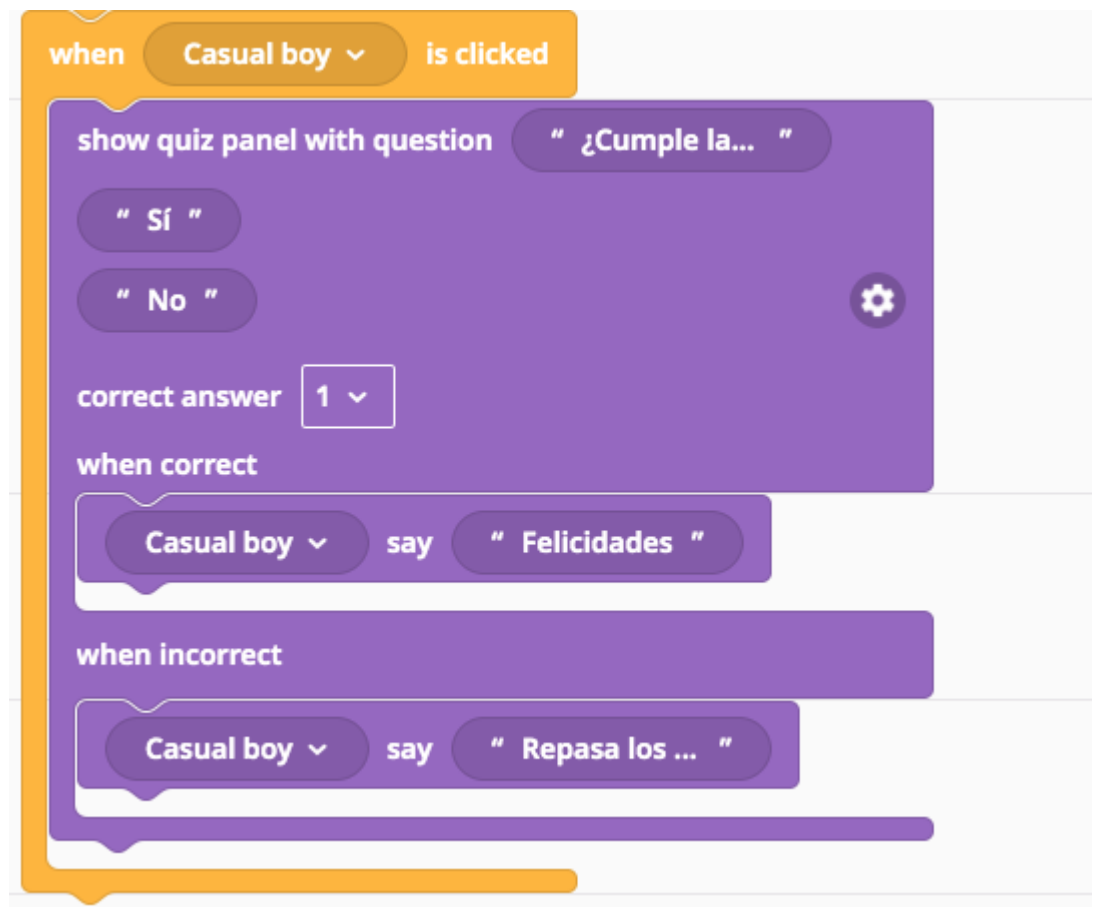 when Casual boy is clicked
show quiz panel with question " ¿Cumple la... "
" Sí "
" No "
correct answer 1
when correct
Casual boy say " Felicidades "
when incorrect
Casual boy say " Repasa los ... "